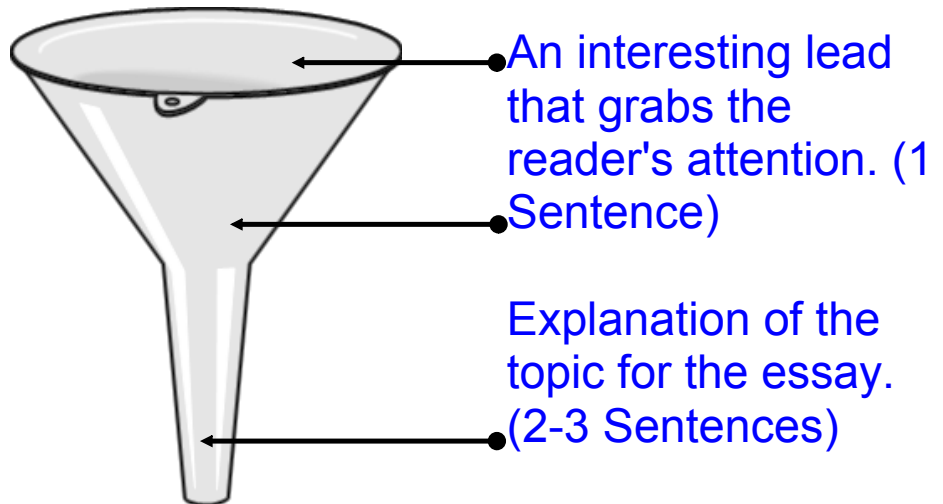 An interesting lead
that grabs the
reader's attention. (1
Sentence)
Explanation of the
topic for the essay.
(2-3 Sentences)